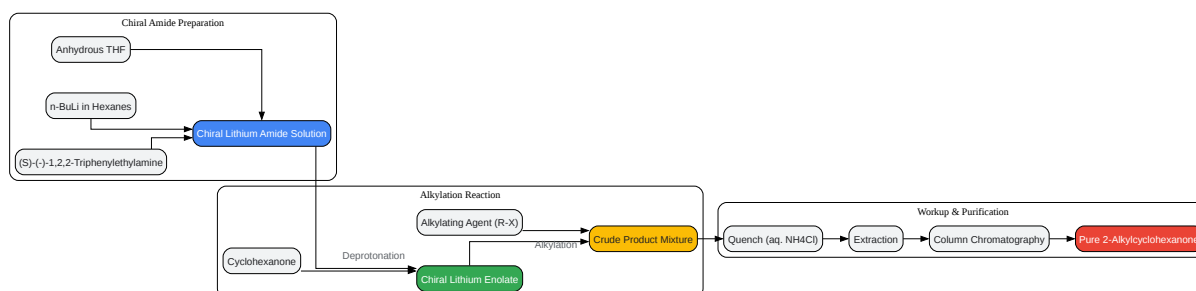 Chiral Amide Preparation
Anhydrous THF
n-BuLi in Hexanes
Chiral Lithium Amide Solution
(S)-(-)-1,2,2-Triphenylethylamine
Alkylation Reaction
Alkylating Agent (R-X)
Cyclohexanone
Deprotonation
Alkylation
Crude Product Mixture
Chiral Lithium Enolate
Workup & Purification
Quench (aq. NH4Cl)
Extraction
Column Chromatography
Pure 2-Alkylcyclohexanone